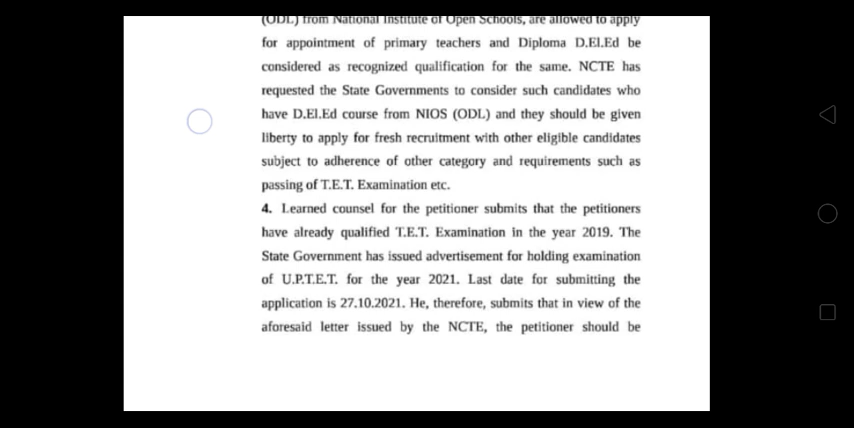 (ODL) from National Institute of Open Schools, are allowed to apply
for appointment of primary teachers and Diploma D.El.Ed be
considered as recognized qualification for the same. NCTE has
requested the State Governments to consider such candidates who
have D.El.Ed course from NIOS (ODL) and they should be given
liberty to apply for fresh recruitment with other eligible candidates
subject to adherence of other category and requirements such as
passing of T.E.T. Examination etc.
4. Learned counsel for the petitioner submits that the petitioners
have already qualified T.E.T. Examination in the year 2019. The
State Government has issued advertisement for holding examination
of U.P.T.E.T. for the year 2021. Last date for submitting the
application is 27.10.2021. He, therefore, submits that in view of the
aforesaid letter issued by the NCTE, the petitioner should be